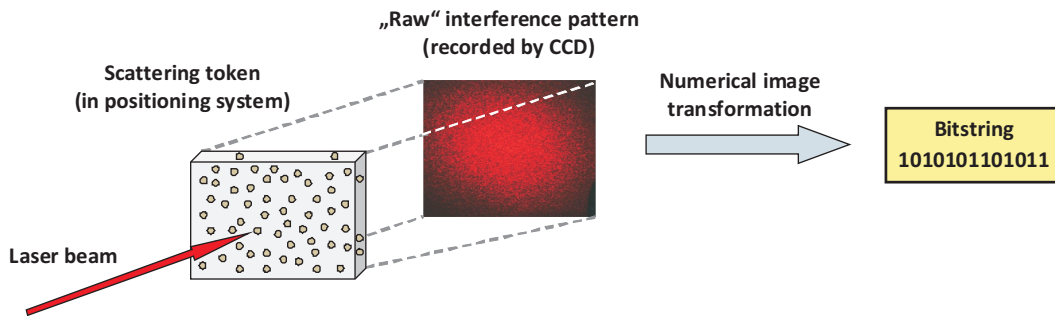 „Raw“ interference pattern
(recorded by CCD)
Scattering token
(in positioning system)
Numerical image
transformation
Bitstring
1010101101011
Laser beam